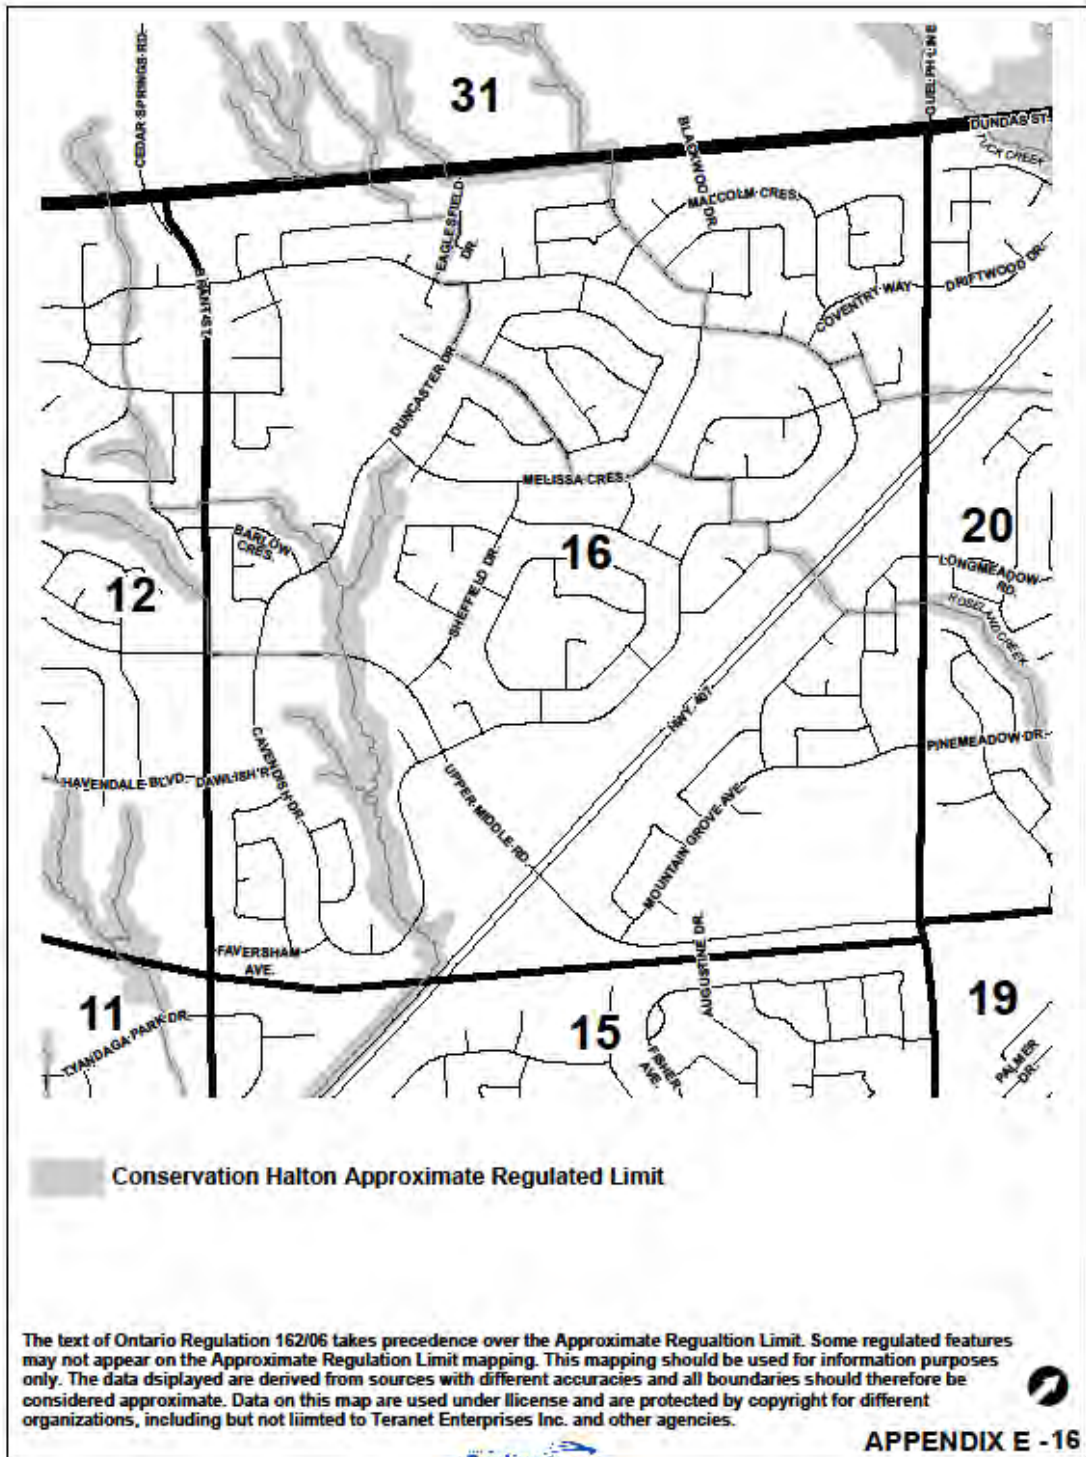 CEDAR SPRINGS RD
31
GUELPH LINE
DUNDAS ST
TUCK CREEK
BLACKWOOD DR.
MALCOLM CRES.
EAGLESFIELD DR.
BRANT ST.
COVENTRY WAY
DRIFTWOOD DR.
DUNCASTER DR.
MELISSA CRES.
BARLOW CRES.
16
20
12
SHEFFIELD DR.
LONGMEADOW RD.
ROSELAND CREEK
HWY. 407
PINEMEADOW DR.
HAVENDALE BLVD.
DAWLISH
CAVENDISH DR.
UPPER MIDDLE RD.
MOUNTAIN GROVE AVE.
FAVERSHAM AVE.
AUGUSTINE DR.
11
TYANDAGA PARK DR.
15
FISHER AVE.
19
PALMER DR.
Conservation Halton Approximate Regulated Limit
The text of Ontario Regulation 162/06 takes precedence over the Approximate Regualtion Limit. Some regulated features
may not appear on the Approximate Regulation Limit mapping. This mapping should be used for information purposes
only. The data dsiplayed are derived from sources with different accuracies and all boundaries should therefore be
considered approximate. Data on this map are used under llicense and are protected by copyright for different
organizations, including but not liimted to Teranet Enterprises Inc. and other agencies.
APPENDIX E - 16